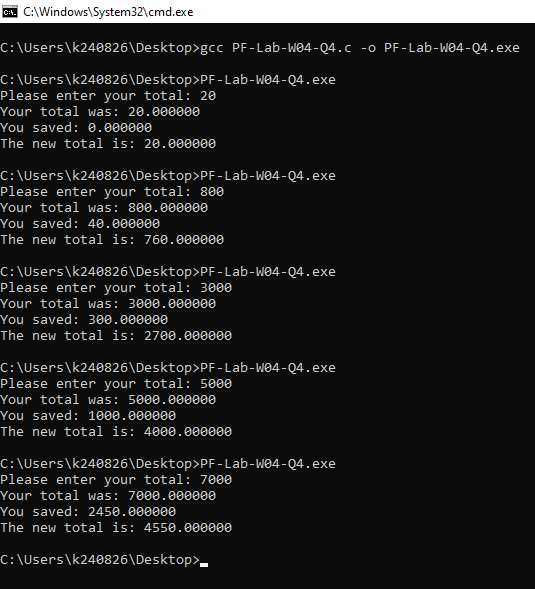 C:\Windows\System32\cmd.exe
C:\Users\k240826\Desktop>gcc PF-Lab-W04-Q4.c -o PF-Lab-W04-Q4.exe
C:\Users\k240826\Desktop>PF-Lab-W04-Q4.exe
Please enter your total: 20
Your total was: 20.000000
You saved: 0.000000
The new total is: 20.000000
C:\Users\k240826\Desktop>PF-Lab-W04-Q4.exe
Please enter your total: 800
Your total was: 800.000000
You saved: 40.000000
The new total is: 760.000000
C:\Users\k240826\Desktop>PF-Lab-W04-Q4.exe
Please enter your total: 3000
Your total was: 3000.000000
You saved: 300.000000
The new total is: 2700.000000
C:\Users\k240826\Desktop>PF-Lab-W04-Q4.exe
Please enter your total: 5000
Your total was: 5000.000000
You saved: 1000.000000
The new total is: 4000.000000
C:\Users\k240826\Desktop>PF-Lab-W04-Q4.exe
Please enter your total: 7000
Your total was: 7000.000000
You saved: 2450.000000
The new total is: 4550.000000
C:\Users\k240826\Desktop>